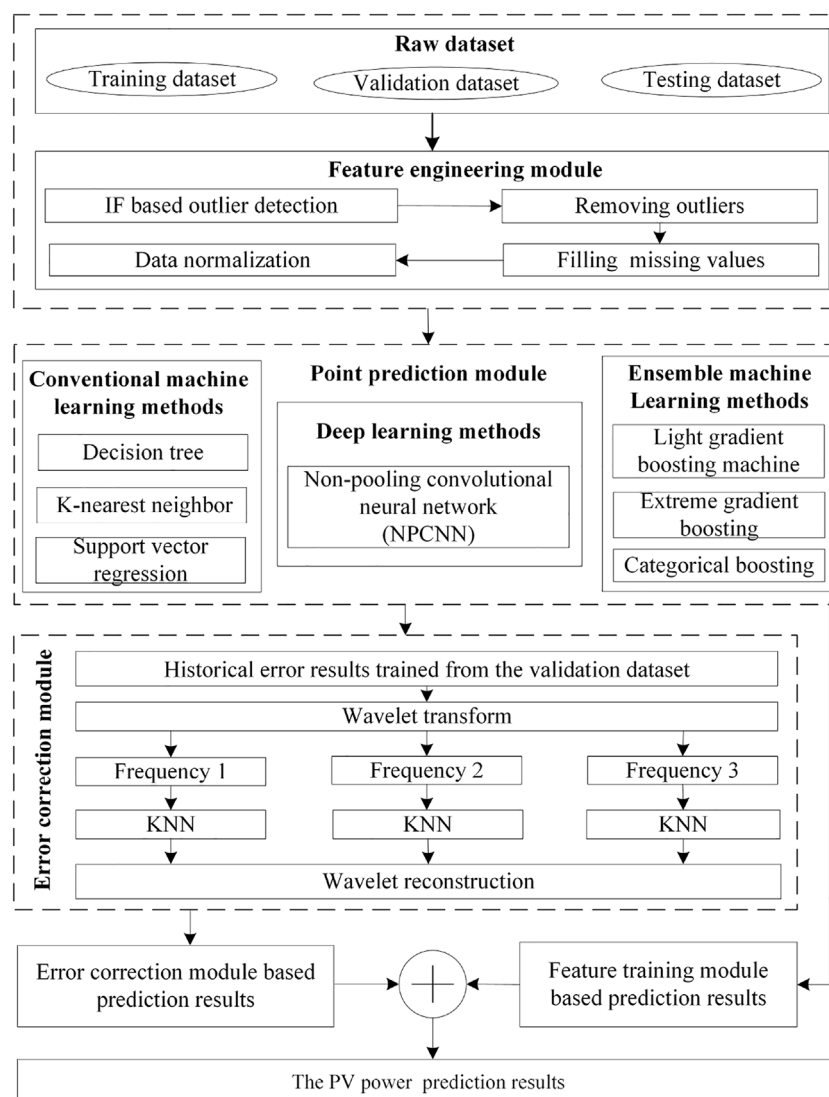 Raw dataset
Training dataset
Validation dataset
Testing dataset
Feature engineering module
IF based outlier detection
Removing outliers
Data normalization
Filling missing values
Conventional machine
learning methods
Decision tree
K-nearest neighbor
Support vector
regression
Point prediction module
Deep learning methods
Non-pooling convolutional
neural network
(NPCNN)
Ensemble machine
Learning methods
Light gradient
boosting machine
Extreme gradient
boosting
Categorical boosting
Error correction module
Historical error results trained from the validation dataset
Wavelet transform
Frequency 1
Frequency 2
Frequency 3
KNN
KNN
KNN
Wavelet reconstruction
Error correction module based
prediction results
Feature training module
based prediction results
The PV power prediction results